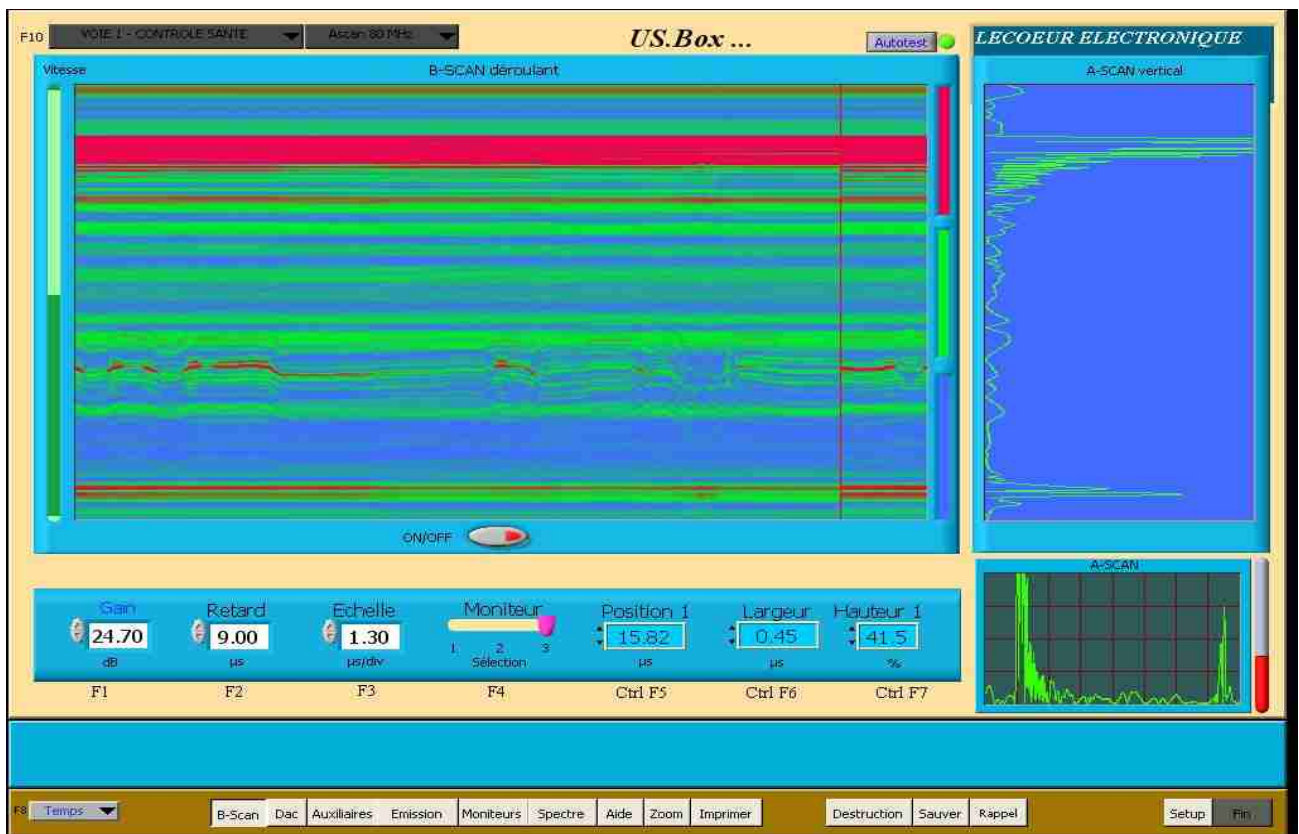 F10 VOIE 1 - CONTROLE SANTE Ascan 80 MHz US.Box ... Autotest LECOEUR ELECTRONIQUE
Vitesse B-SCAN déroulant A-SCAN vertical
ON/OFF
A-SCAN
Gain Retard Echelle Moniteur Position 1 Largeur Hauteur 1
24.70 9.00 1.30 15.82 0.45 41.5
1 2 3
dB µs µs/div Sélection µs µs %
F1 F2 F3 F4 Ctrl F5 Ctrl F6 Ctrl F7
F8 Temps B-Scan Dac Auxiliaires Emission Moniteurs Spectre Aide Zoom Imprimer Destruction Sauver Rappel Setup Fin